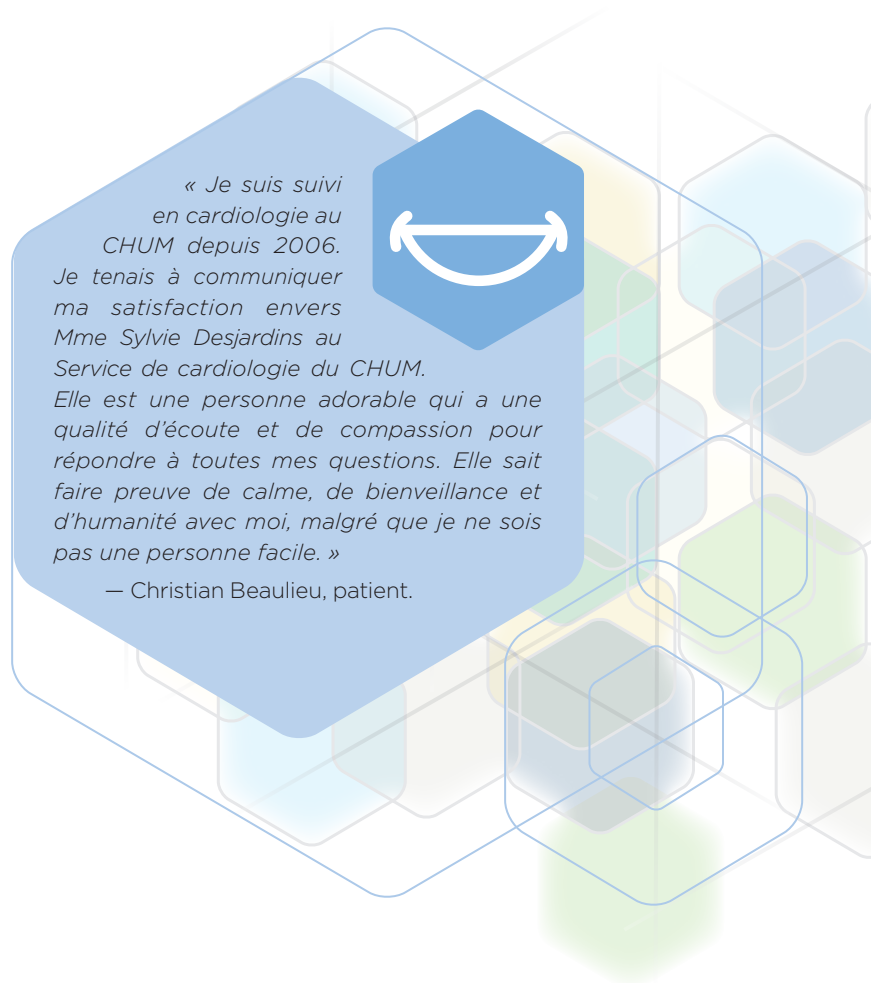 « Je suis suivi
en cardiologie au
CHUM depuis 2006.
Je tenais à communiquer
ma satisfaction envers
Mme Sylvie Desjardins au
Service de cardiologie du CHUM.
Elle est une personne adorable qui a une
qualité d’écoute et de compassion pour
répondre à toutes mes questions. Elle sait
faire preuve de calme, de bienveillance et
d’humanité avec moi, malgré que je ne sois
pas une personne facile. »
— Christian Beaulieu, patient.